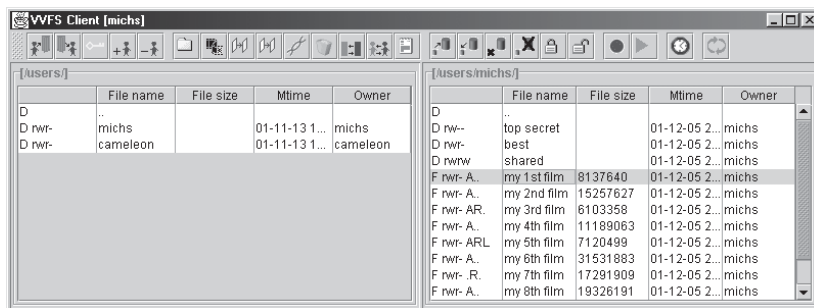 VVFS Client [michs]
[/users/]
File name File size Mtime Owner
D ..
D rwr- michs 01-11-13 1... michs
D rwr- cameleon 01-11-13 1... cameleon
[/users/michs/]
File name File size Mtime Owner
D ..
D rw-- top secret 01-12-05 2... michs
D rwr- best 01-12-05 2... michs
D rwrw shared 01-12-05 2... michs
F rwr- A.. my 1st film 8137640 01-12-05 2... michs
F rwr- A.. my 2nd film 15257627 01-12-05 2... michs
F rwr- AR. my 3rd film 6103358 01-12-05 2... michs
F rwr- A.. my 4th film 11189063 01-12-05 2... michs
F rwr- ARL my 5th film 7120499 01-12-05 2... michs
F rwr- A.. my 6th film 31531883 01-12-05 2... michs
F rwr- .R. my 7th film 17291909 01-12-05 2... michs
F rwr- A.. my 8th film 19326191 01-12-05 2... michs